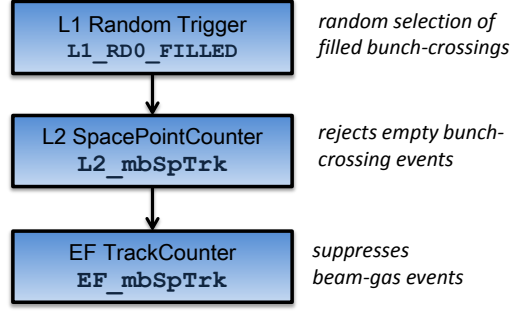 L1 Random Trigger
L1_RD0_FILLED
random selection of
filled bunch-crossings
L2 SpacePointCounter
L2_mbSpTrk
rejects empty bunch-
crossing events
EF TrackCounter
EF_mbSpTrk
suppresses
beam-gas events